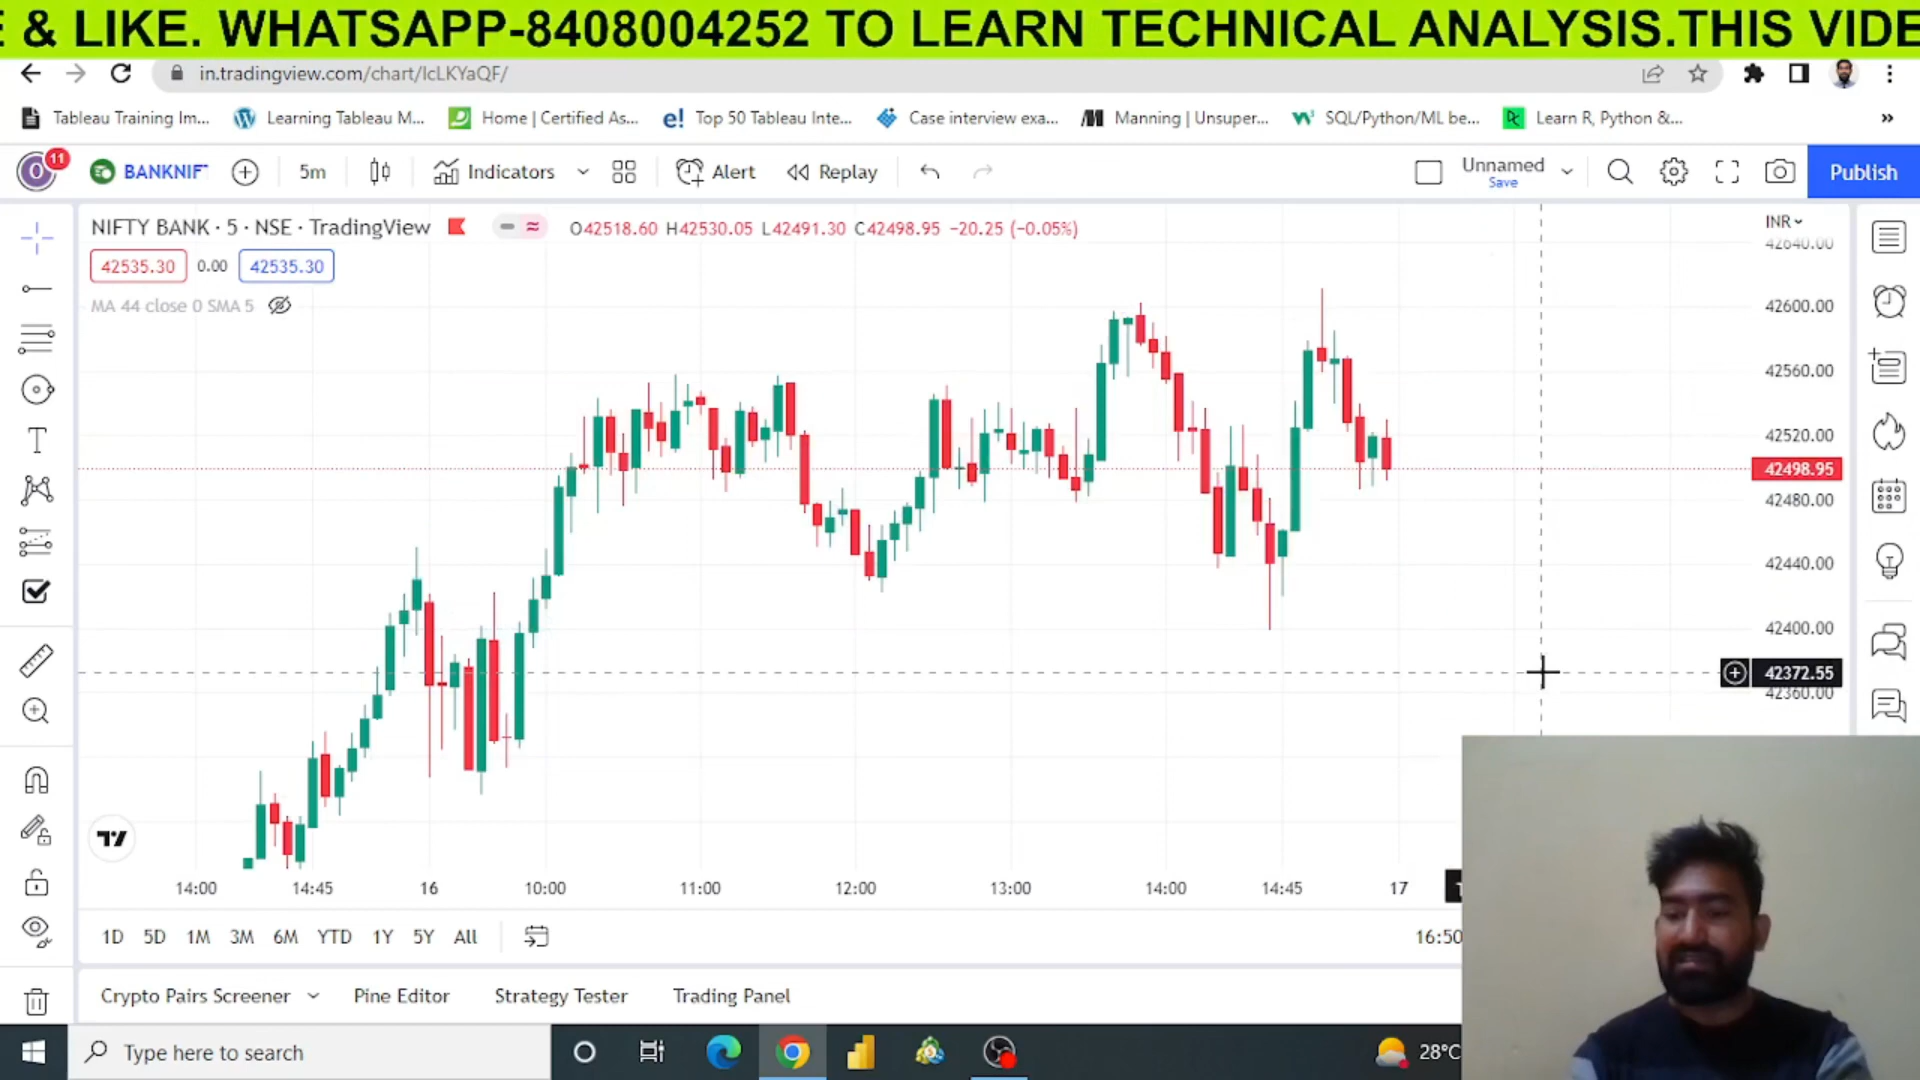 & LIKE. WHATSAPP-8408004252 TO LEARN TECHNICAL ANALYSIS.THIS
in.tradingview.com/chart/IcLKYaQF/
Tableau Training Im... Learning Tableau M... Home | Certified As... Top 50 Tableau Inte... Case interview exa... Manning | Unsuper... SQL/Python/ML be... Learn R, Python &... »
O 11 BANKNIF 5m Indicators Alert Replay Unnamed Save Publish
NIFTY BANK · 5 · NSE · TradingView O42518.60 H42530.05 L42491.30 C42498.95 −20.25 (−0.05%) INR
42535.30 0.00 42535.30
MA 44 close 0 SMA 5
42640.00
42600.00
42560.00
42520.00
42498.95
42480.00
42440.00
42400.00
42372.55
42360.00
14:00 14:45 16 10:00 11:00 12:00 13:00 14:00 14:45 17
1D 5D 1M 3M 6M YTD 1Y 5Y All 16:50
Crypto Pairs Screener Pine Editor Strategy Tester Trading Panel
Type here to search 28°C